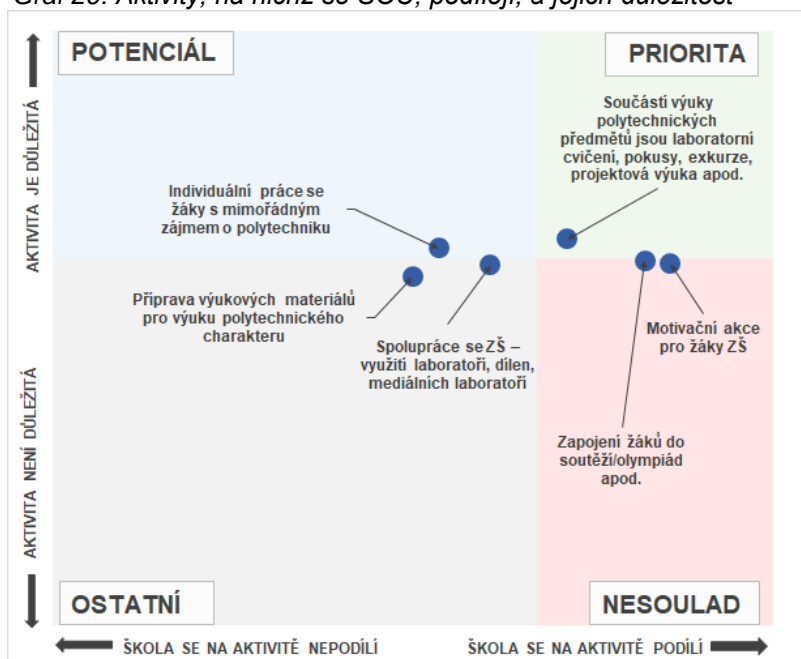 Graf 20. Aktivity, na nichž se SOŠ, podílejí, a jejich důležitost
POTENCIÁL
PRIORITA
Součástí výuky
polytechnických
předmětů jsou laboratorní
cvičení, pokusy, exkurze,
projektová výuka apod.
Individuální práce se
žáky s mimořádným
zájmem o polytechniku
Příprava výukových materiálů
pro výuku polytechnického
charakteru
Spolupráce se ZŠ –
využití laboratoří, dílen,
mediálních laboratoří
Motivační akce
pro žáky ZŠ
Zapojení žáků do
soutěží/olympiád
apod.
AKTIVITA JE DŮLEŽITÁ
AKTIVITA NENÍ DŮLEŽITÁ
OSTATNÍ
NESOULAD
ŠKOLA SE NA AKTIVITĚ NEPODÍLÍ
ŠKOLA SE NA AKTIVITĚ PODÍLÍ